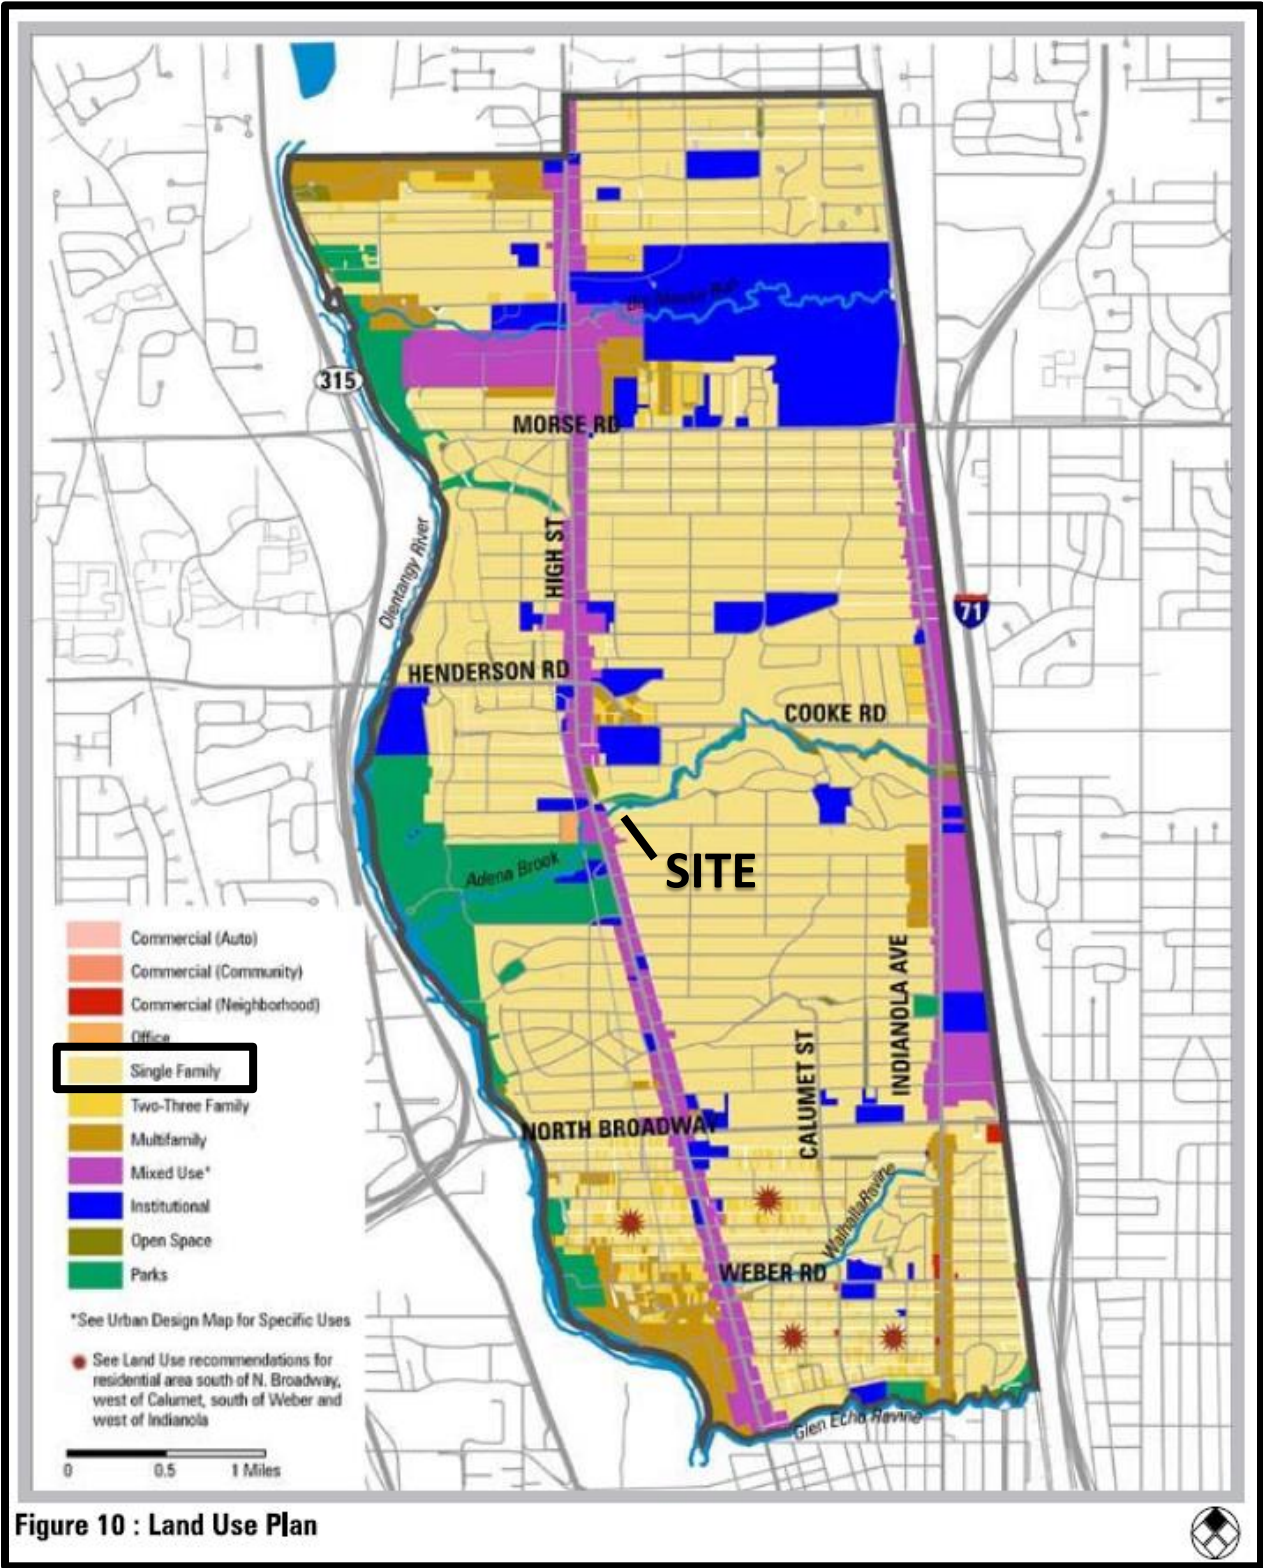 Big Morse Run
315
MORSE RD
HIGH ST
Olentangy River
71
HENDERSON RD
COOKE RD
SITE
Adena Brook
Commercial (Auto)
Commercial (Community)
Commercial (Neighborhood)
Office
Single Family
Two-Three Family
Multifamily
Mixed Use*
Institutional
Open Space
Parks
*See Urban Design Map for Specific Uses
See Land Use recommendations for
residential area south of N. Broadway,
west of Calumet, south of Weber and
west of Indianola
0 0.5 1 Miles
INDIANOLA AVE
CALUMET ST
NORTH BROADWAY
Walhalla Ravine
WEBER RD
Glen Echo Ravine
Figure 10 : Land Use Plan